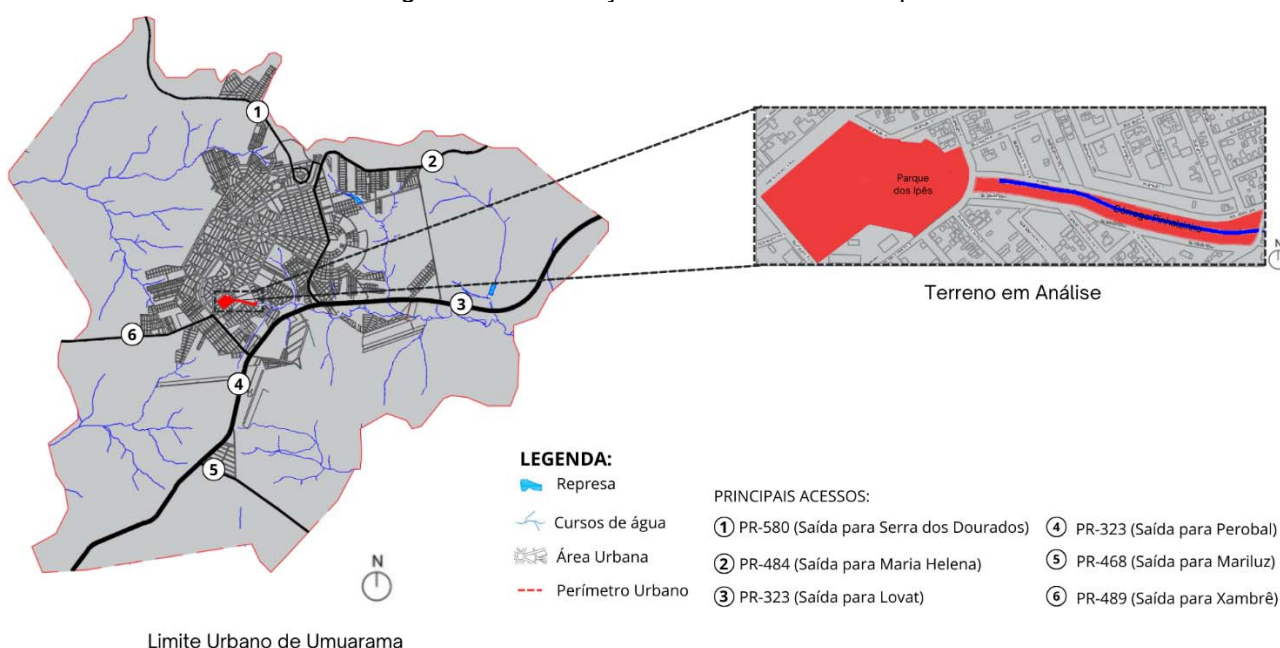 1
2
3
4
5
6
Parque
dos Ipês
N
Terreno em Análise
N
Limite Urbano de Umuarama
LEGENDA:
Represa
Cursos de água
Área Urbana
Perímetro Urbano
PRINCIPAIS ACESSOS:
1 PR-580 (Saída para Serra dos Dourados)
2 PR-484 (Saída para Maria Helena)
3 PR-323 (Saída para Lovat)
4 PR-323 (Saída para Perobal)
5 PR-468 (Saída para Mariluz)
6 PR-489 (Saída para Xambrê)